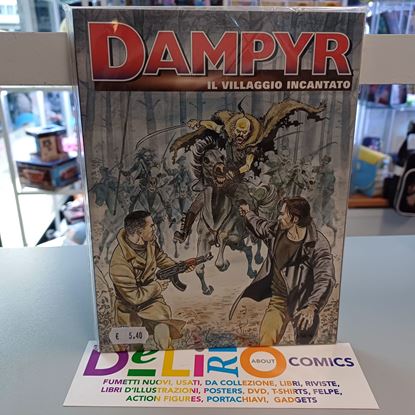 DAMPYR
IL VILLAGGIO INCANTATO
€ 5,40
DeLIRiO ABOUT COMICS
FUMETTI NUOVI, USATI, DA COLLEZIONE, LIBRI, RIVISTE,
LIBRI D'ILLUSTRAZIONI, POSTERS, DVD, T-SHIRTS, FELPE,
ACTION FIGURES, PORTACHIAVI, GADGETS